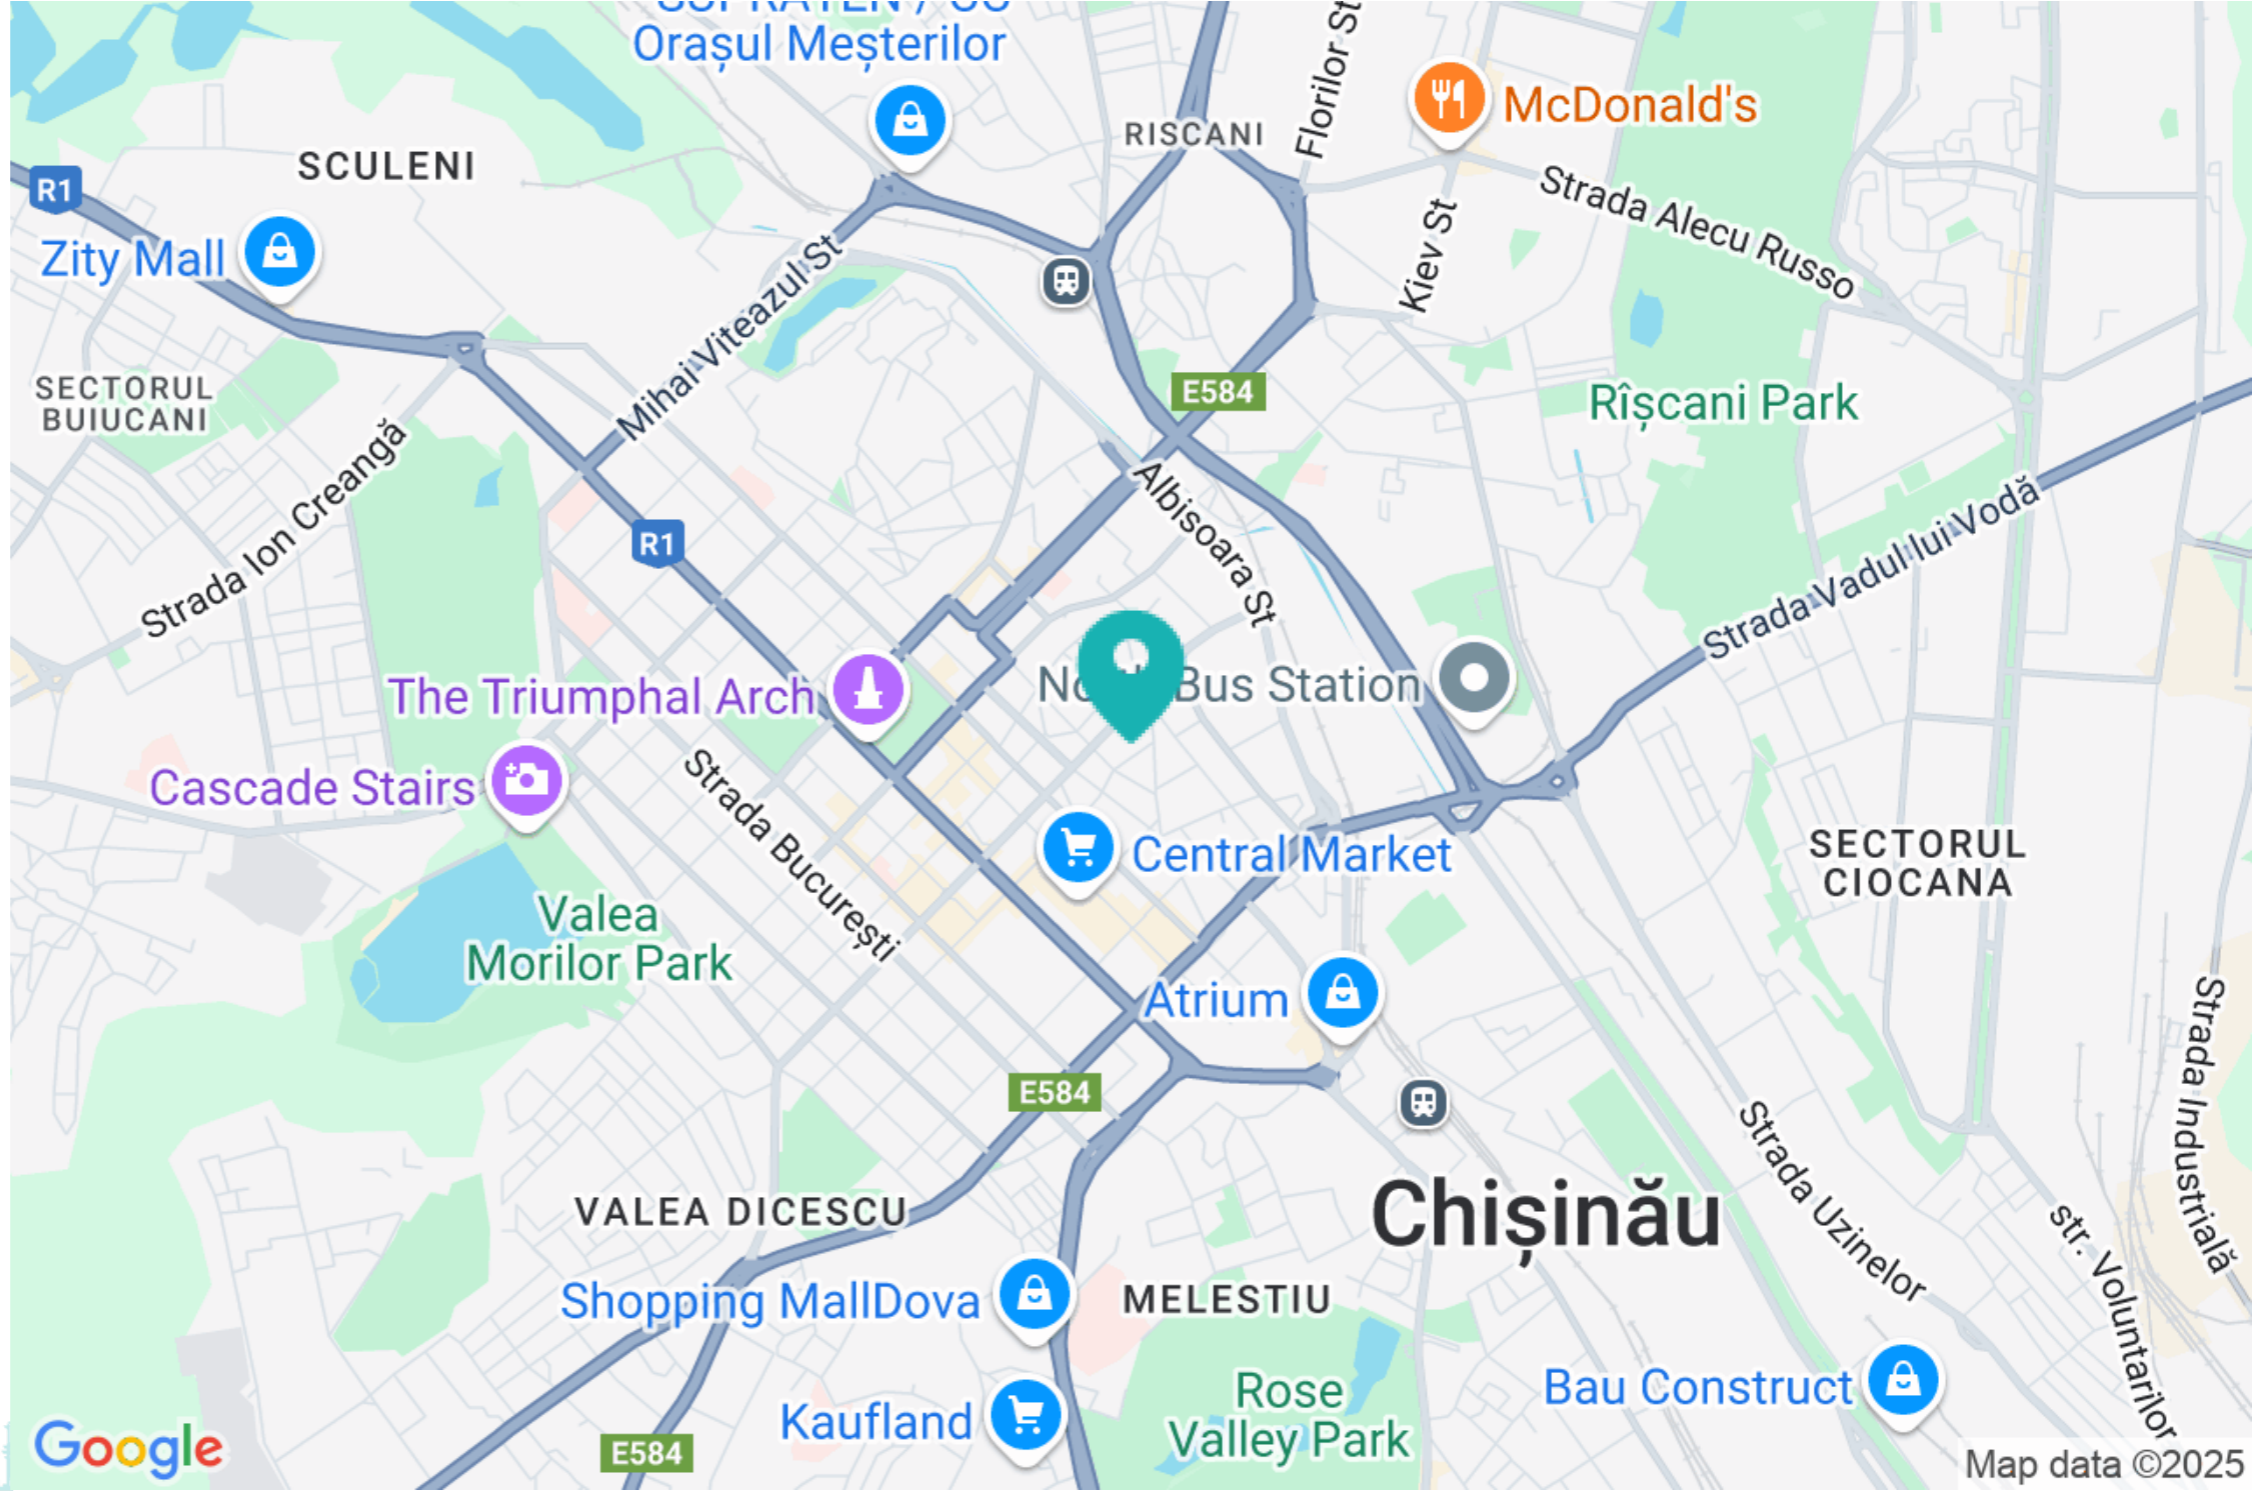 Orașul Meșterilor
Florilor St
McDonald's
RISCANI
SCULENI
R1
Strada Alecu Russo
Zity Mall
Kiev St
Mihai Viteazul St
SECTORUL
BUIUCANI
E584
Rîșcani Park
Strada Ion Creangă
R1
Albisoara St
Strada Vadul lui Vodă
The Triumphal Arch
Bus Station
Cascade Stairs
Strada București
Central Market
SECTORUL
CIOCANA
Valea
Morilor Park
Atrium
E584
Strada Industrială
Strada Uzinelor
VALEA DICESCU
Chișinău
str. Voluntarilor
Shopping MallDova
MELESTIU
Rose
Valley Park
Bau Construct
Kaufland
Google
E584
Map data ©2025